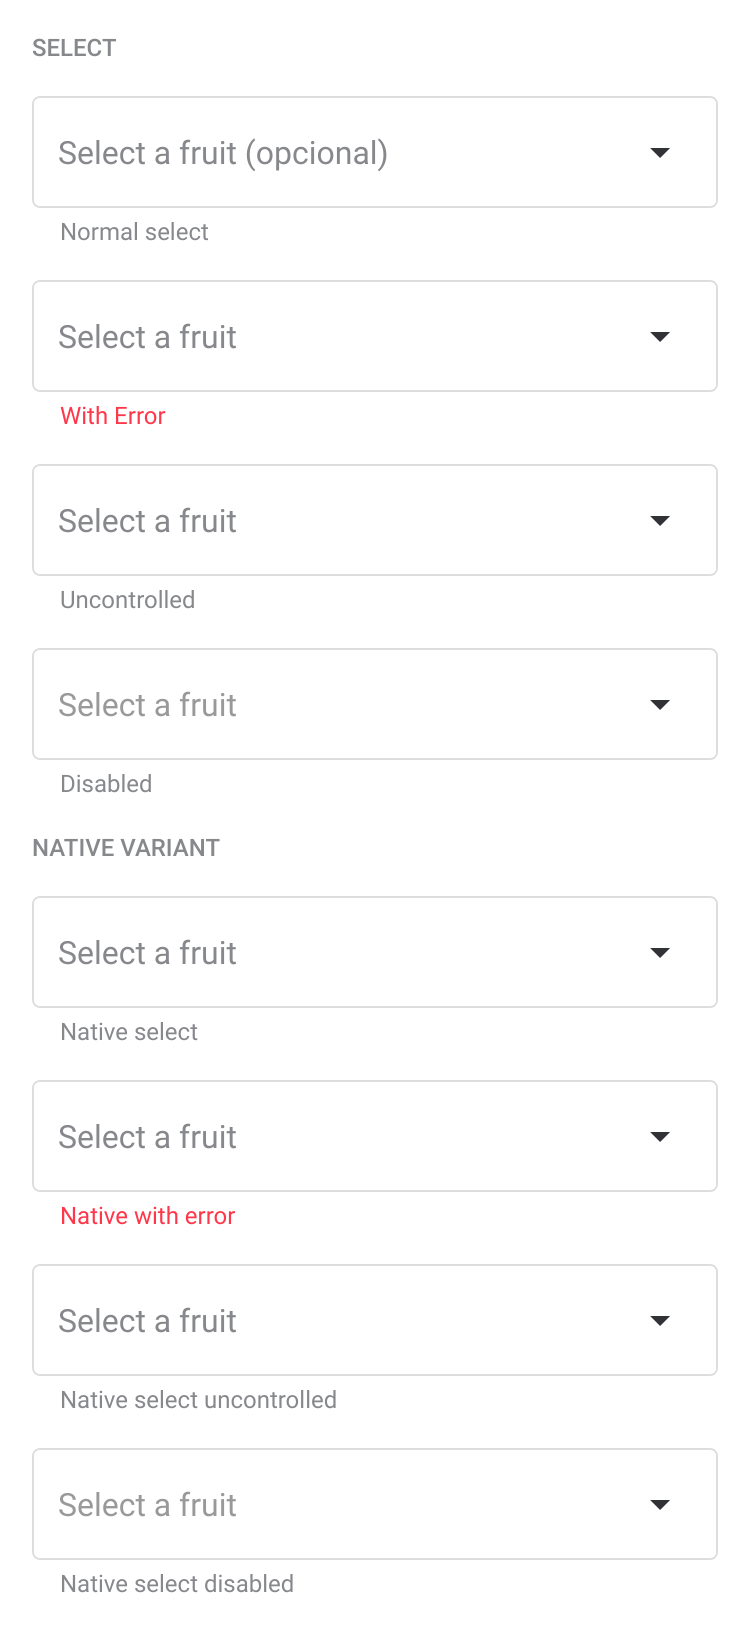 SELECT
Select a fruit (opcional)
Normal select
Select a fruit
With Error
Select a fruit
Uncontrolled
Select a fruit
Disabled
NATIVE VARIANT
Select a fruit
Native select
Select a fruit
Native with error
Select a fruit
Native select uncontrolled
Select a fruit
Native select disabled